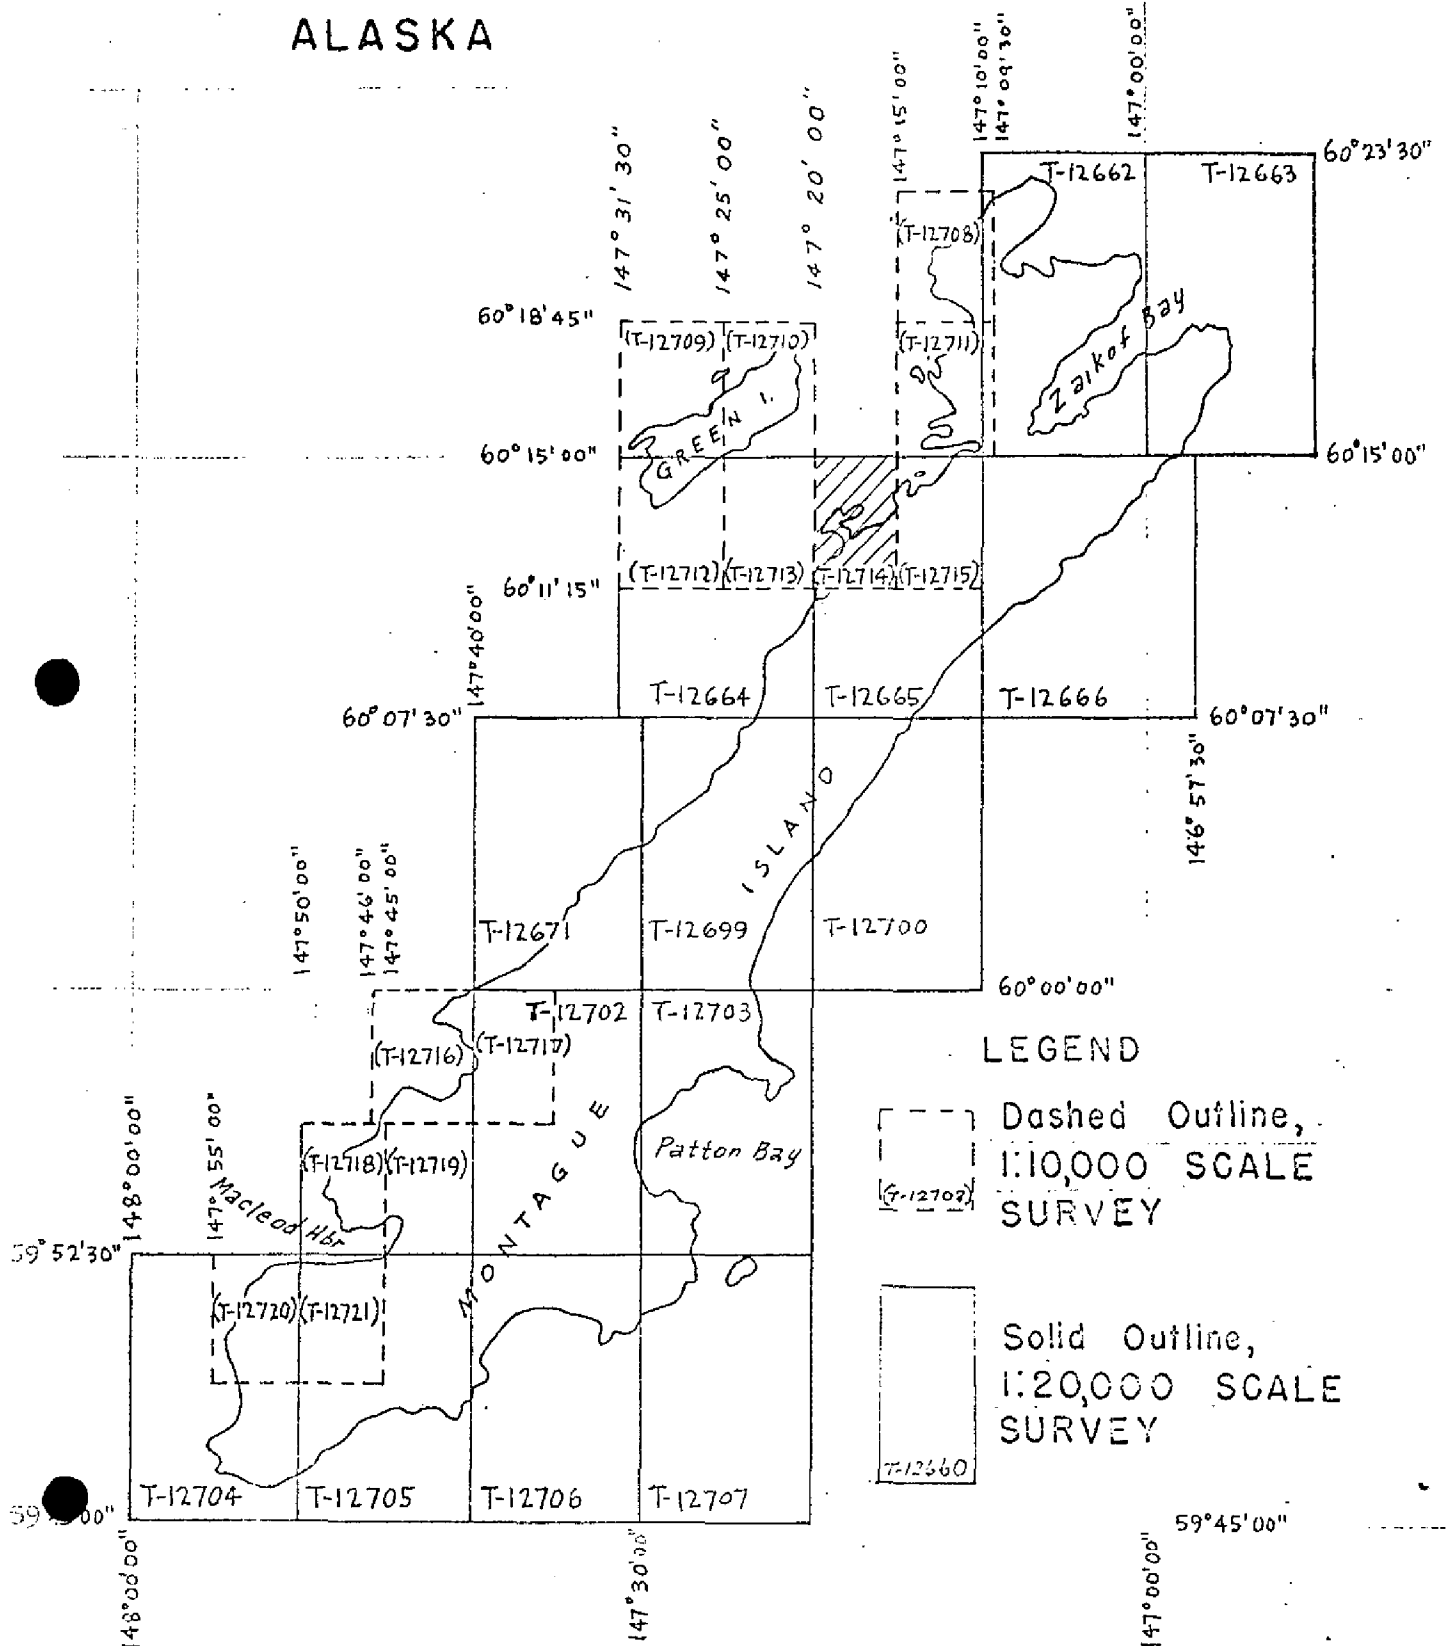 ALASKA
147° 31' 30"
147° 25' 00"
147° 20' 00"
147° 15' 00"
147° 10' 00"
147° 09' 30"
147° 00' 00"
60° 23' 30"
T-12662
T-12663
(T-12708)
60° 18' 45"
(T-12709)
(T-12710)
(T-12711)
Zaikof Bay
GREEN I.
60° 15' 00"
60° 15' 00"
(T-12712)
(T-12713)
T-12714
(T-12715)
60° 11' 15"
147° 40' 00"
T-12664
T-12665
T-12666
60° 07' 30"
60° 07' 30"
146° 57' 30"
ISLAND
147° 50' 00"
147° 46' 00"
147° 45' 00"
T-12671
T-12699
T-12700
60° 00' 00"
T-12702
T-12703
(T-12716)
(T-12717)
LEGEND
Dashed Outline,
1:10,000 SCALE
SURVEY
MONTAGUE
Patton Bay
148° 00' 00"
147° 55' 00"
(T-12718)
(T-12719)
Macleod Hbr
59° 52' 30"
(T-12720)
(T-12721)
Solid Outline,
1:20,000 SCALE
SURVEY
T-12660
T-12704
T-12705
T-12706
T-12707
59° 45' 00"
148° 00' 00"
147° 30' 00"
147° 00' 00"